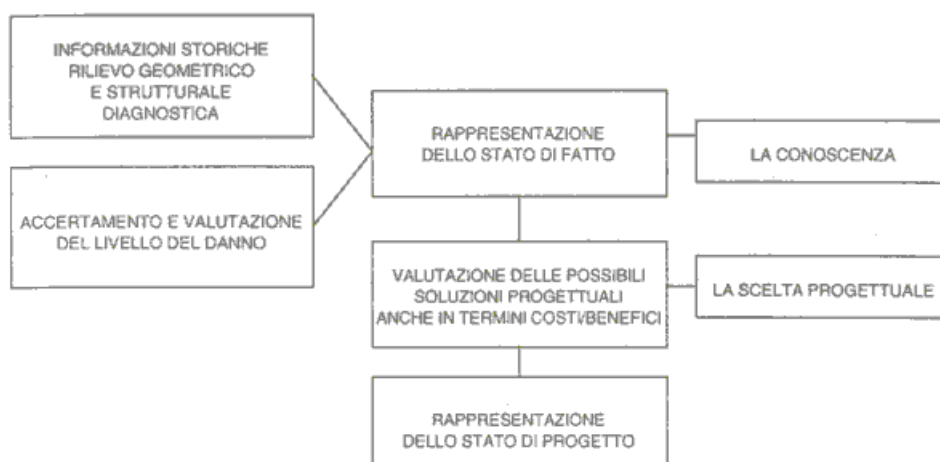 INFORMAZIONI STORICHE
RILIEVO GEOMETRICO
E STRUTTURALE
DIAGNOSTICA
ACCERTAMENTO E VALUTAZIONE
DEL LIVELLO DEL DANNO
RAPPRESENTAZIONE
DELLO STATO DI FATTO
LA CONOSCENZA
VALUTAZIONE DELLE POSSIBILI
SOLUZIONI PROGETTUALI
ANCHE IN TERMINI COSTI/BENEFICI
LA SCELTA PROGETTUALE
RAPPRESENTAZIONE
DELLO STATO DI PROGETTO